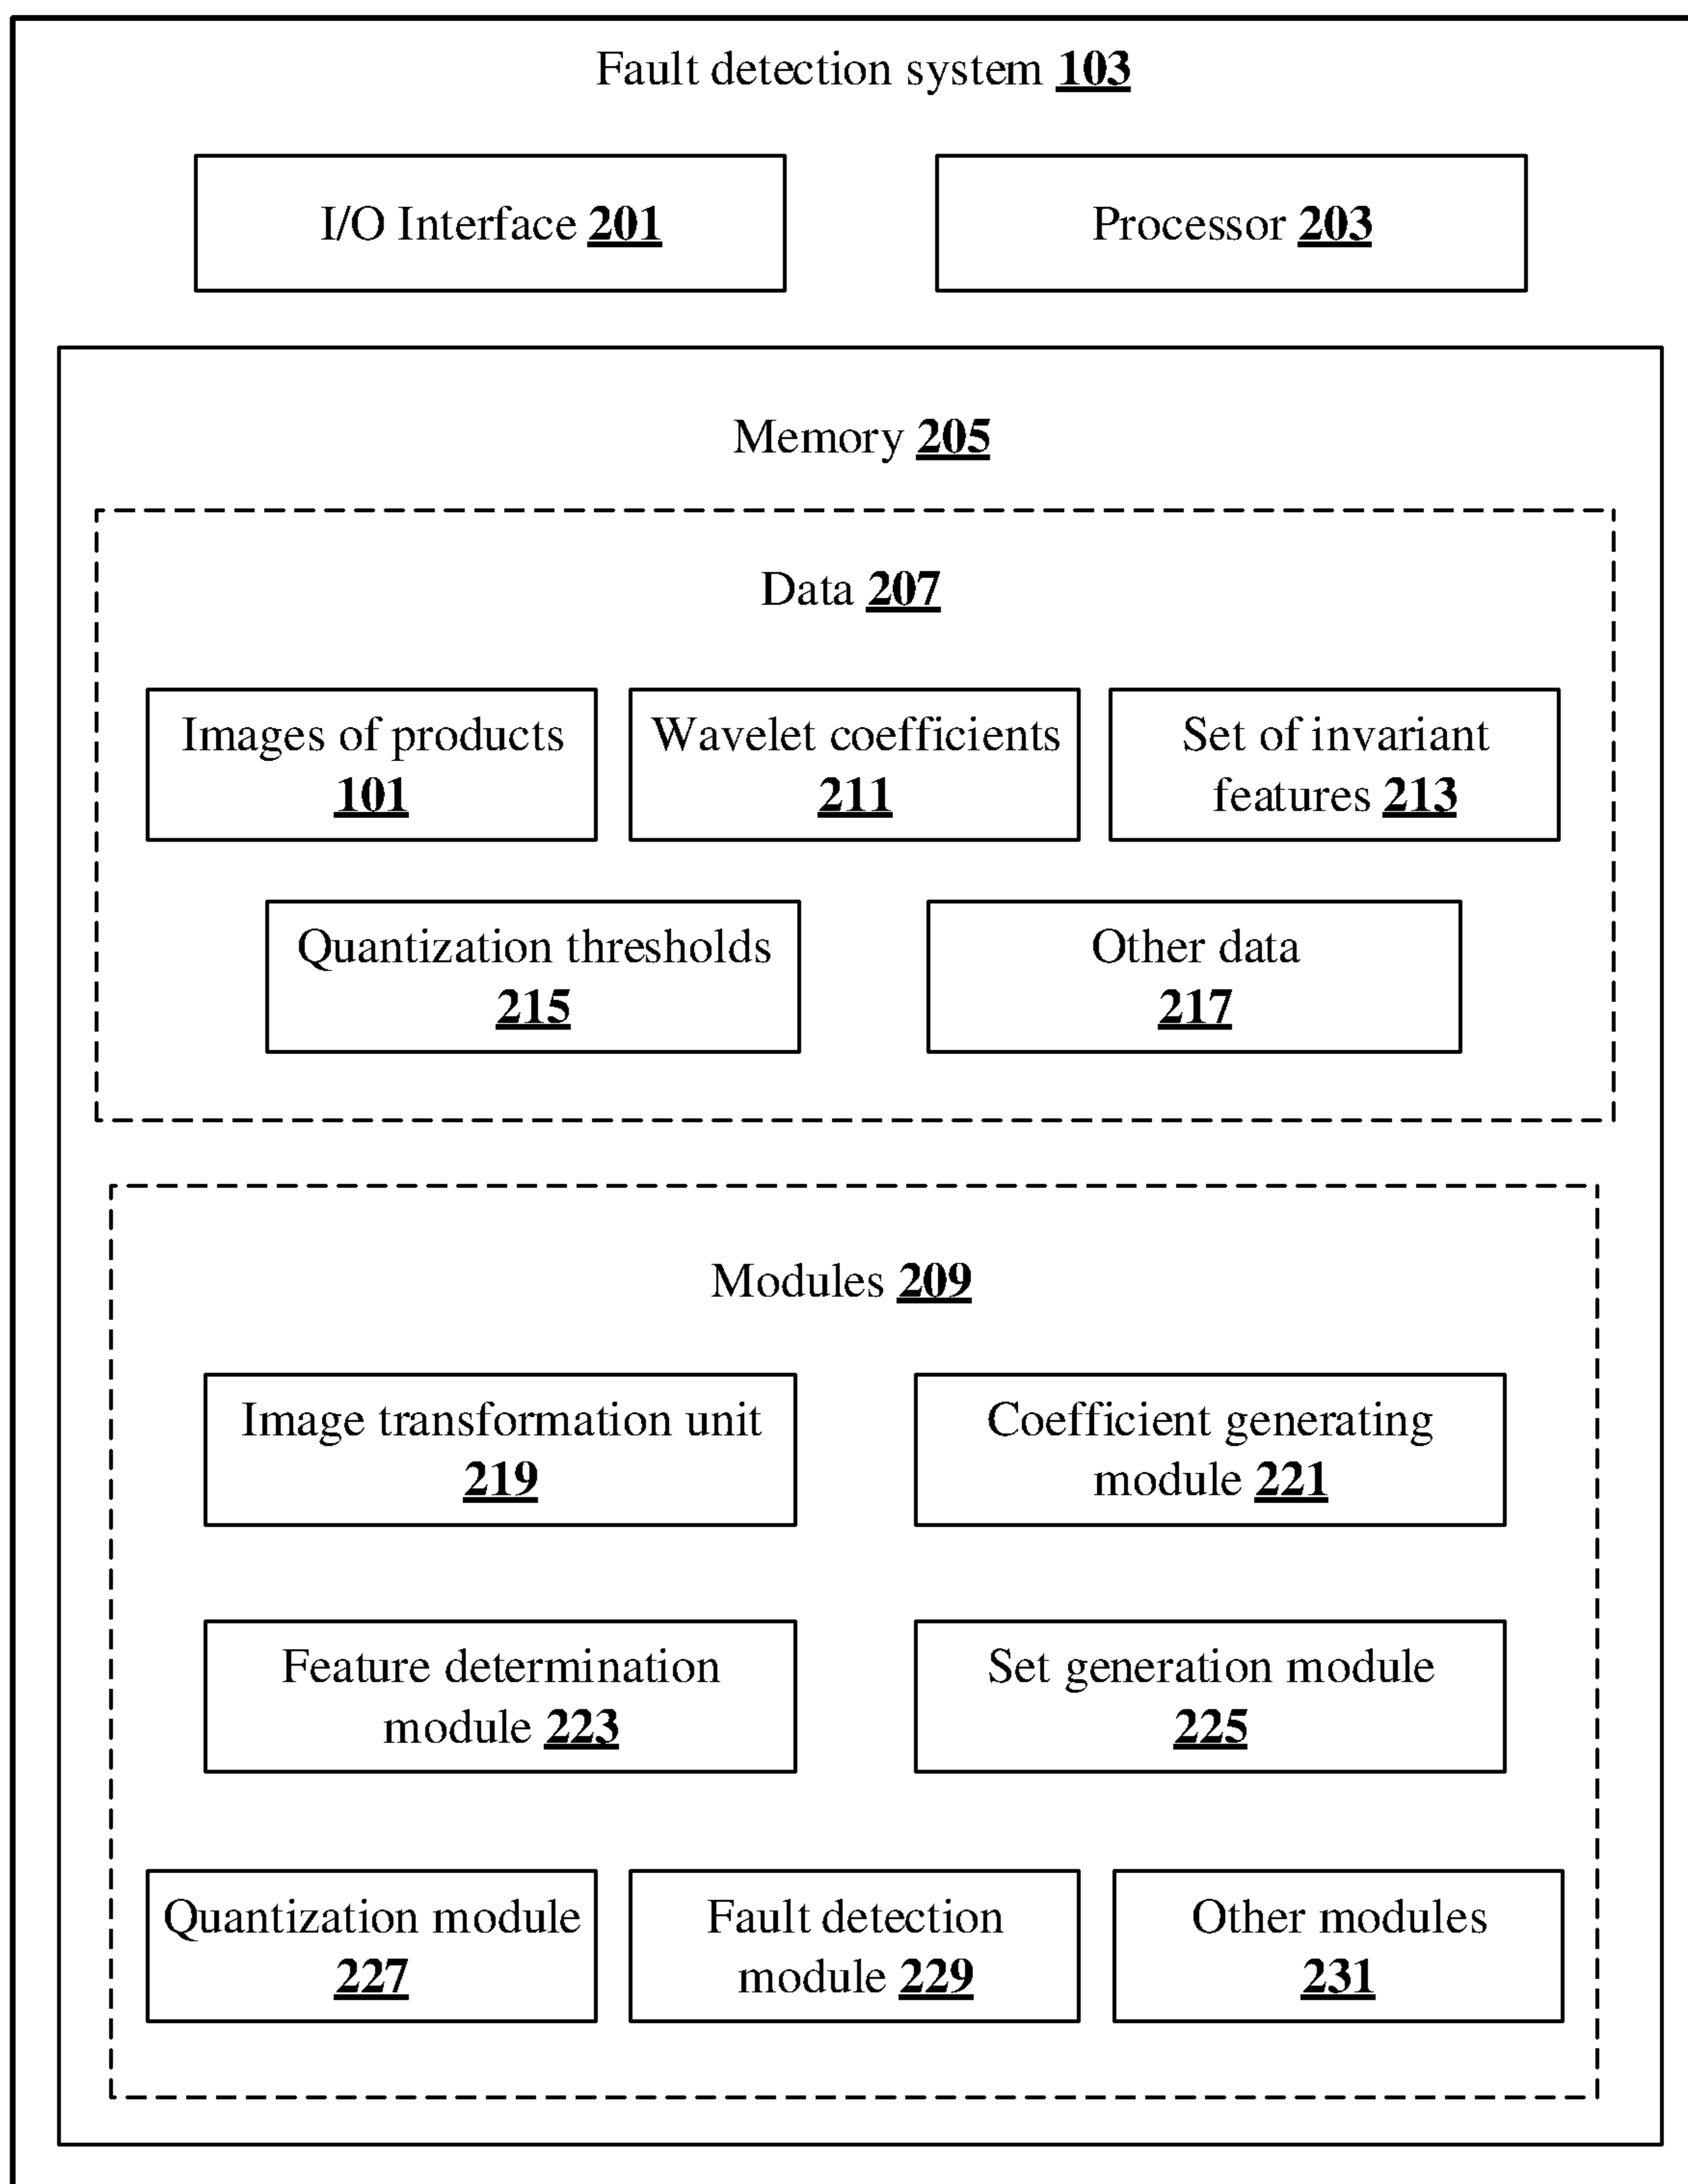 Fault detection system 103
I/O Interface 201
Processor 203
Memory 205
Data 207
Images of products
101
Wavelet coefficients
211
Set of invariant
features 213
Quantization thresholds
215
Other data
217
Modules 209
Image transformation unit
219
Coefficient generating
module 221
Feature determination
module 223
Set generation module
225
Quantization module
227
Fault detection
module 229
Other modules
231